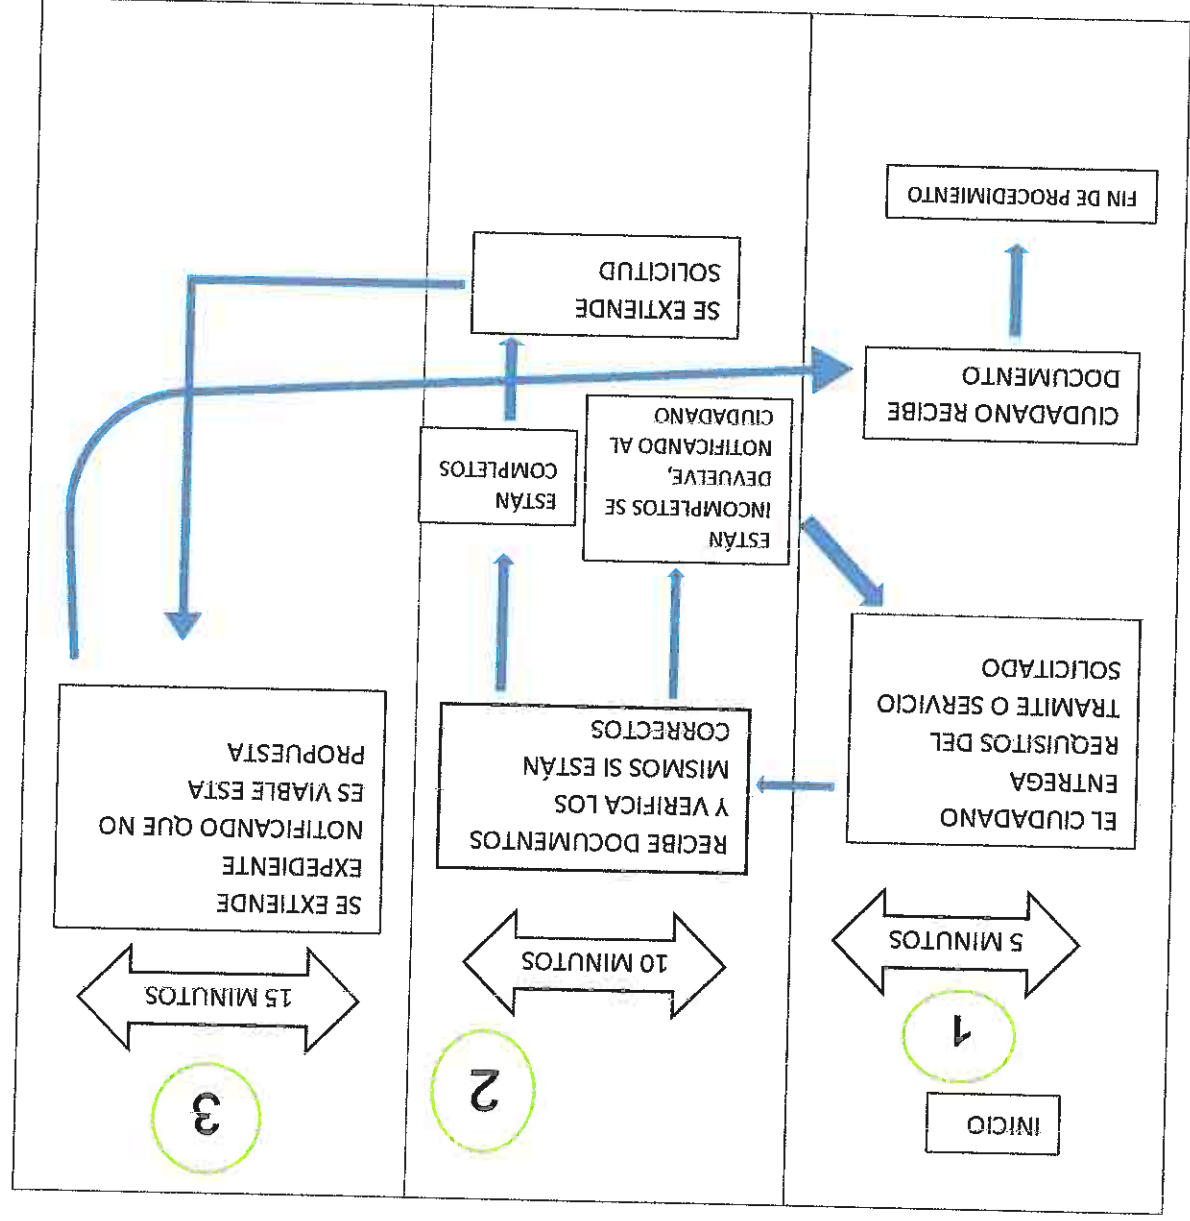 INICIO
1
5 MINUTOS
EL CIUDADANO
ENTREGA
REQUISITOS DEL
TRAMITE O SERVICIO
SOLICITADO
CIUDADANO RECIBE
DOCUMENTO
FIN DE PROCEDIMIENTO
2
10 MINUTOS
RECIBE DOCUMENTOS
Y VERIFICA LOS
MISMOS SI ESTÁN
CORRECTOS
ESTÁN
INCOMPLETOS SE
DEVUELVE,
NOTIFICANDO AL
CIUDADANO
ESTÁN
COMPLETOS
SE EXTIENDE
SOLICITUD
3
15 MINUTOS
SE EXTIENDE
EXPEDIENTE
NOTIFICANDO QUE NO
ES VIABLE ESTA
PROPUESTA